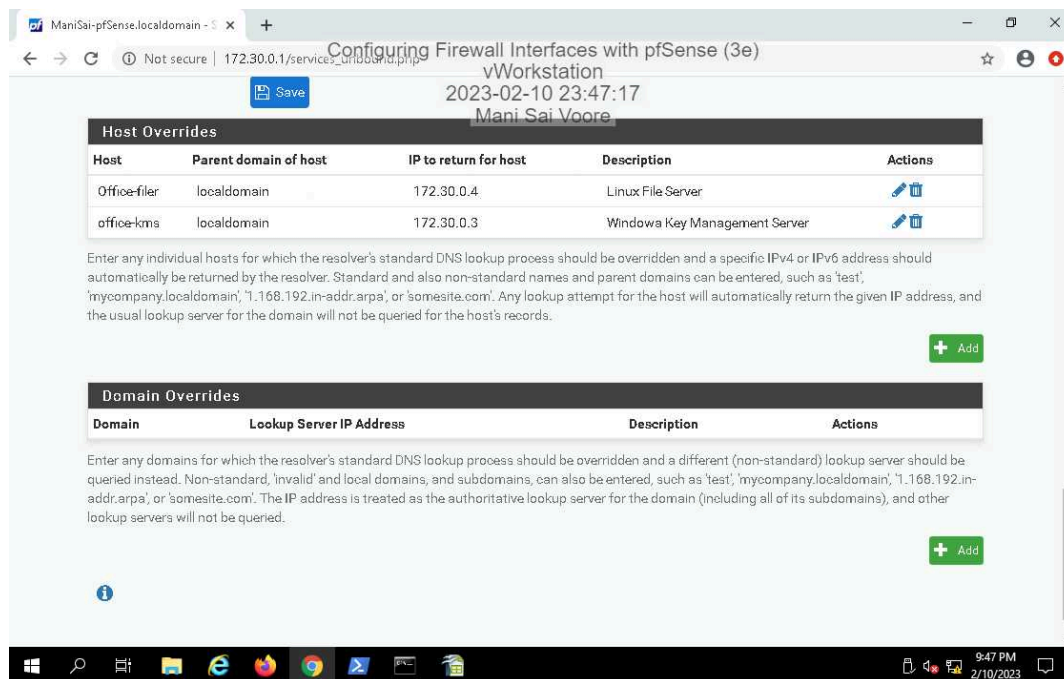 ManiSai-pfSense.localdomain - S
Not secure | 172.30.0.1/services_unbound.php
Configuring Firewall Interfaces with pfSense (3e)
vWorkstation
2023-02-10 23:47:17
Mani Sai Voore
Save
Host Overrides
Host Parent domain of host IP to return for host Description Actions
Office-filer localdomain 172.30.0.4 Linux File Server
office-kms localdomain 172.30.0.3 Windowa Key Management Server
Enter any individual hosts for which the resolver's standard DNS lookup process should be overridden and a specific IPv4 or IPv6 address should
automatically be returned by the resolver. Standard and also non-standard names and parent domains can be entered, such as 'test',
'mycompany.localdomain', '1.168.192.in-addr.arpa', or 'somesite.com'. Any lookup attempt for the host will automatically return the given IP address, and
the usual lookup server for the domain will not be queried for the host's records.
Add
Domain Overrides
Domain Lookup Server IP Address Description Actions
Enter any domains for which the resolver's standard DNS lookup process should be overridden and a different (non-standard) lookup server should be
queried instead. Non-standard, 'invalid' and local domains, and subdomains, can also be entered, such as 'test', 'mycompany.localdomain', '1.168.192.in-
addr.arpa', or 'somesite.com'. The IP address is treated as the authoritative lookup server for the domain (including all of its subdomains), and other
lookup servers will not be queried.
Add
9:47 PM
2/10/2023